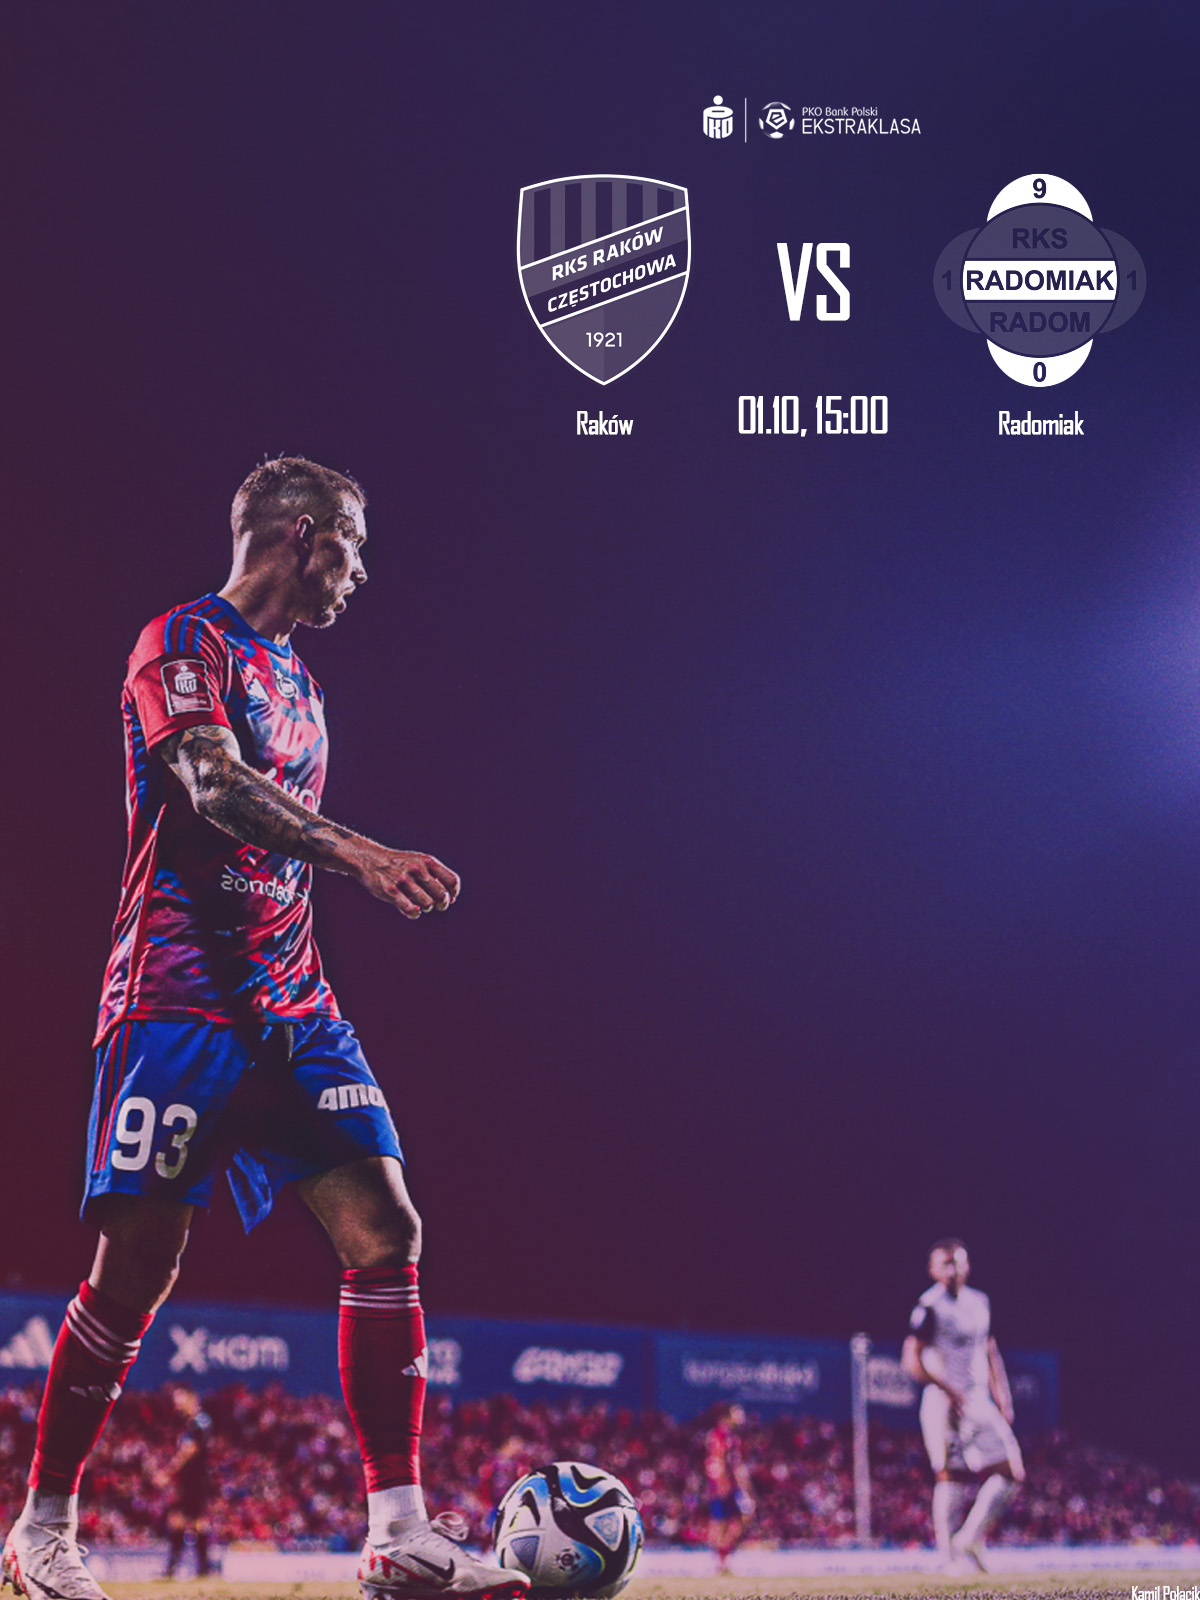 PKO Bank Polski
EKSTRAKLASA
RKS RAKÓW
CZĘSTOCHOWA
1921
VS
9
RKS
1 RADOMIAK 1
RADOM
0
Raków
01.10, 15:00
Radomiak
93
x-kom
Kamil Polacik